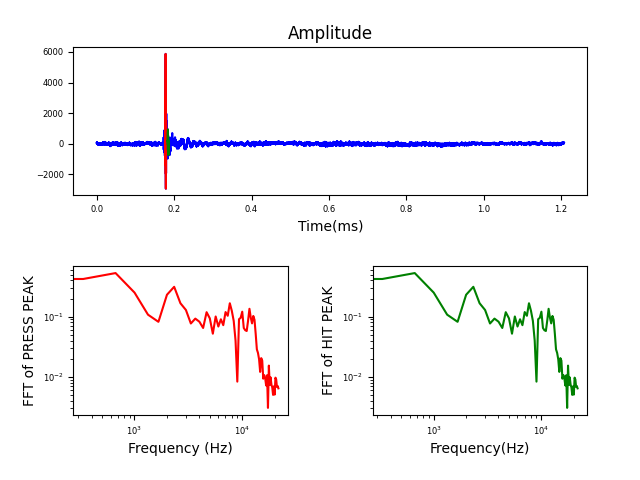 Amplitude
6000
4000
2000
0
−2000
0.0 0.2 0.4 0.6 0.8 1.0 1.2
Time(ms)
FFT of PRESS PEAK
10⁻¹
10⁻²
10³ 10⁴
Frequency (Hz)
FFT of HIT PEAK
10⁻¹
10⁻²
10³ 10⁴
Frequency(Hz)